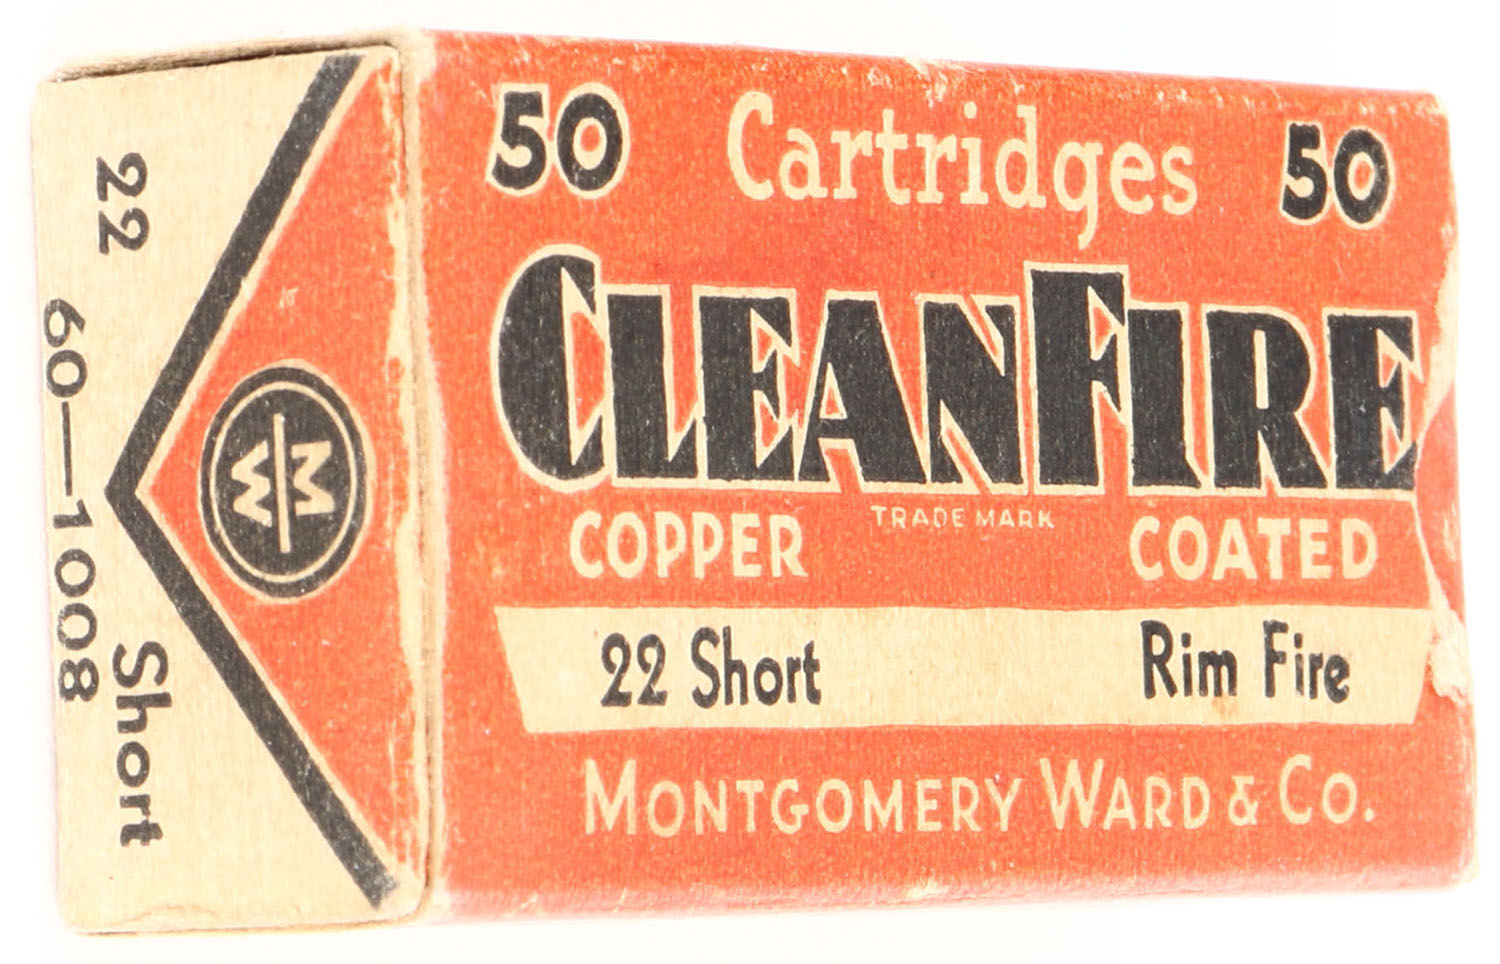 50 Cartridges 50
CLEANFIRE
TRADE MARK
COPPER COATED
22 Short Rim Fire
MONTGOMERY WARD & CO.
22 Short
60-1008
MW